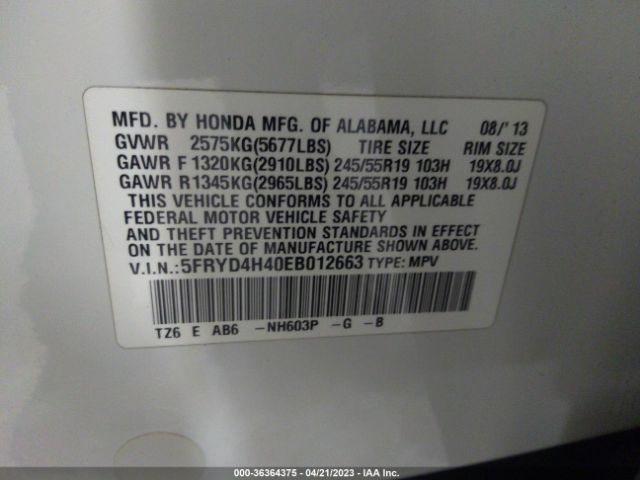 MFD. BY HONDA MFG. OF ALABAMA, LLC 08/'13
GVWR 2575KG(5677LBS) TIRE SIZE RIM SIZE
GAWR F 1320KG(2910LBS) 245/55R19 103H 19X8.0J
GAWR R1345KG(2965LBS) 245/55R19 103H 19X8.0J
THIS VEHICLE CONFORMS TO ALL APPLICABLE
FEDERAL MOTOR VEHICLE SAFETY
AND THEFT PREVENTION STANDARDS IN EFFECT
ON THE DATE OF MANUFACTURE SHOWN ABOVE.
V.I.N.:5FRYD4H40EB012663 TYPE: MPV
TZ6 E AB6 -NH603P -G -B
000-36364375 - 04/21/2023 - IAA Inc.